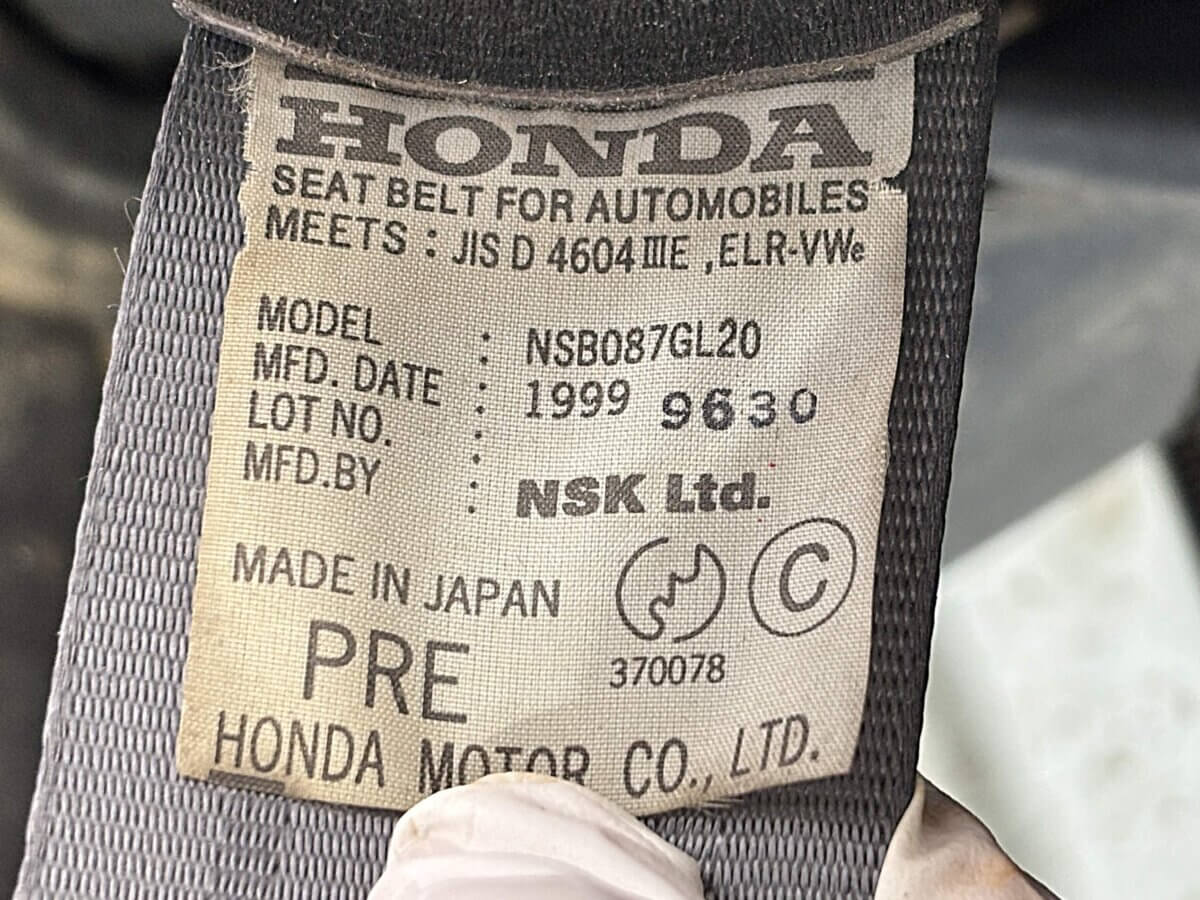 HONDA
SEAT BELT FOR AUTOMOBILES
MEETS : JIS D 4604 III E ,ELR-VWe
MODEL : NSB087GL20
MFD. DATE : 1999 9630
LOT NO. :
MFD.BY : NSK Ltd.
MADE IN JAPAN C
370078
PRE
HONDA MOTOR CO., LTD.